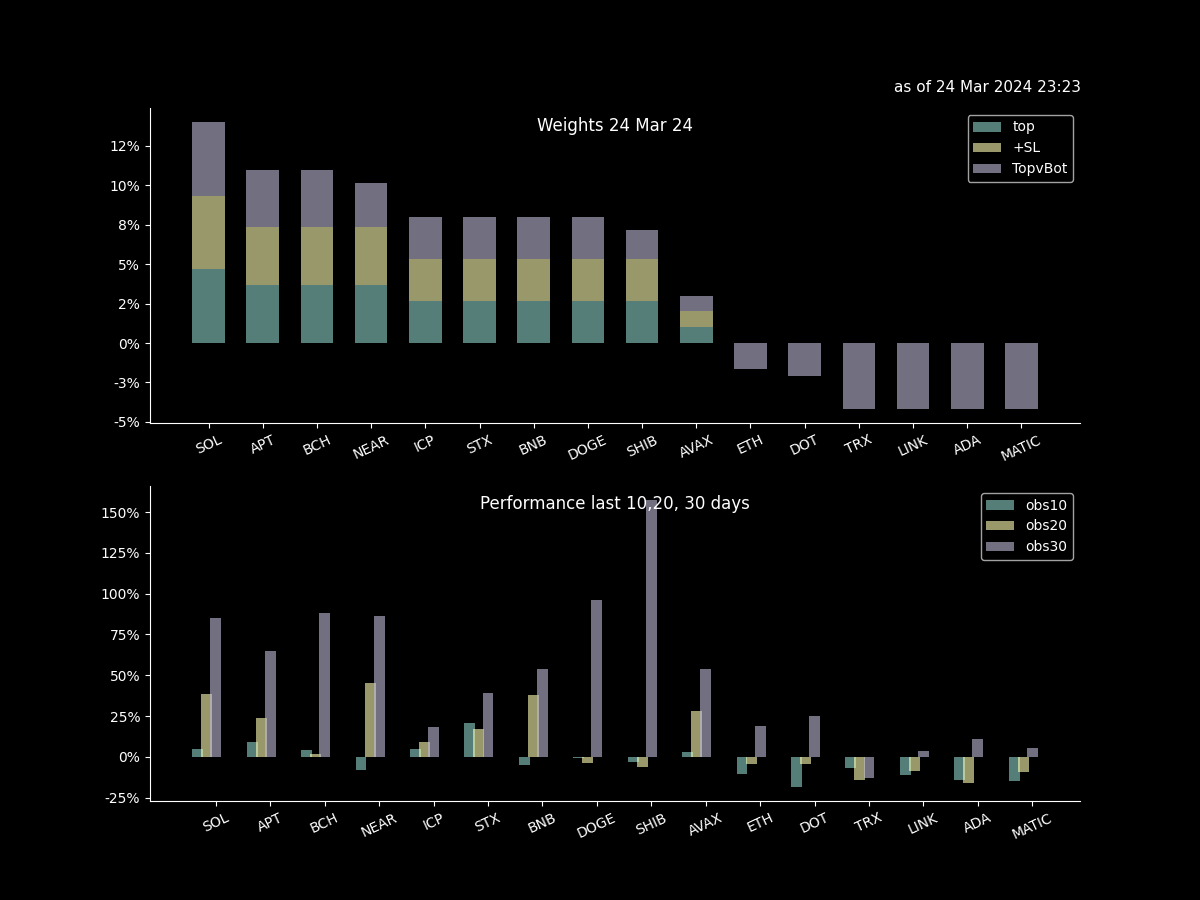 as of 24 Mar 2024 23:23
Weights 24 Mar 24
top
+SL
TopvBot
12%
10%
8%
5%
2%
0%
-3%
-5%
SOL APT BCH NEAR ICP STX BNB DOGE SHIB AVAX ETH DOT TRX LINK ADA MATIC
Performance last 10,20, 30 days
obs10
obs20
obs30
150%
125%
100%
75%
50%
25%
0%
-25%
SOL APT BCH NEAR ICP STX BNB DOGE SHIB AVAX ETH DOT TRX LINK ADA MATIC